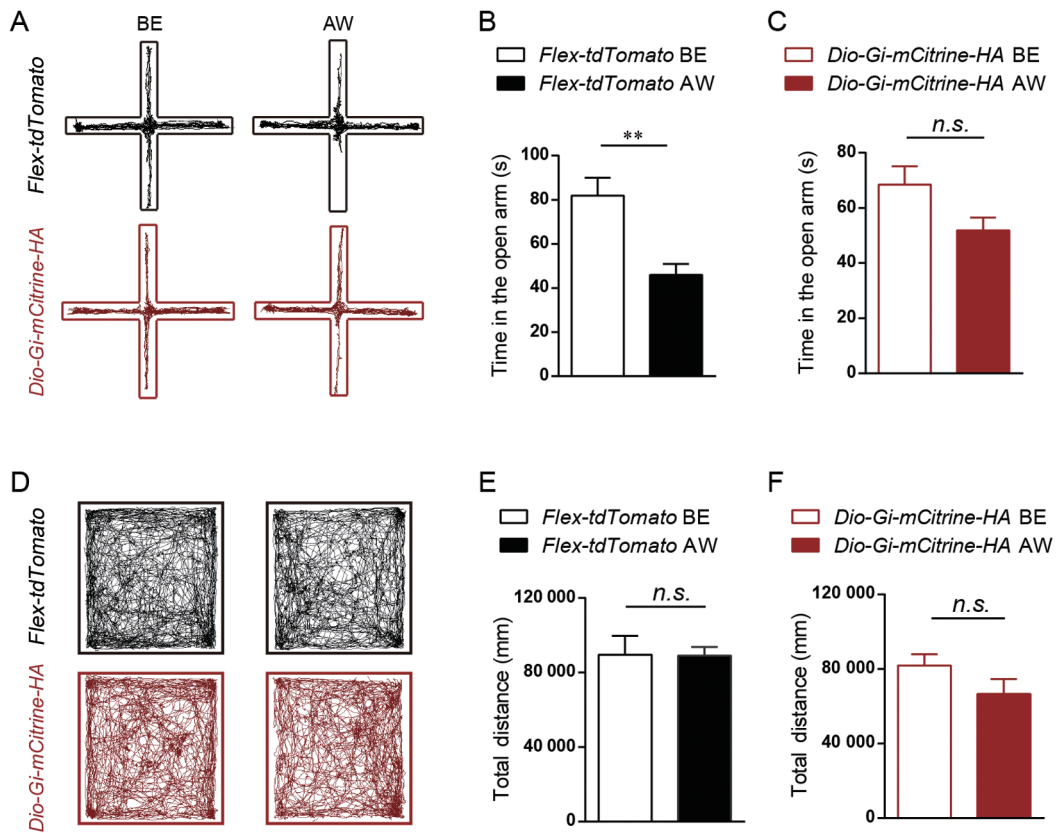 A
BE
AW
Flex-tdTomato
Dio-Gi-mCitrine-HA
B
Flex-tdTomato BE
Flex-tdTomato AW
**
Time in the open arm (s)
100
80
60
40
20
0
C
Dio-Gi-mCitrine-HA BE
Dio-Gi-mCitrine-HA AW
n.s.
Time in the open arm (s)
80
60
40
20
0
D
Flex-tdTomato
Dio-Gi-mCitrine-HA
E
Flex-tdTomato BE
Flex-tdTomato AW
n.s.
Total distance (mm)
120 000
80 000
40 000
0
F
Dio-Gi-mCitrine-HA BE
Dio-Gi-mCitrine-HA AW
n.s.
Total distance (mm)
120 000
80 000
40 000
0